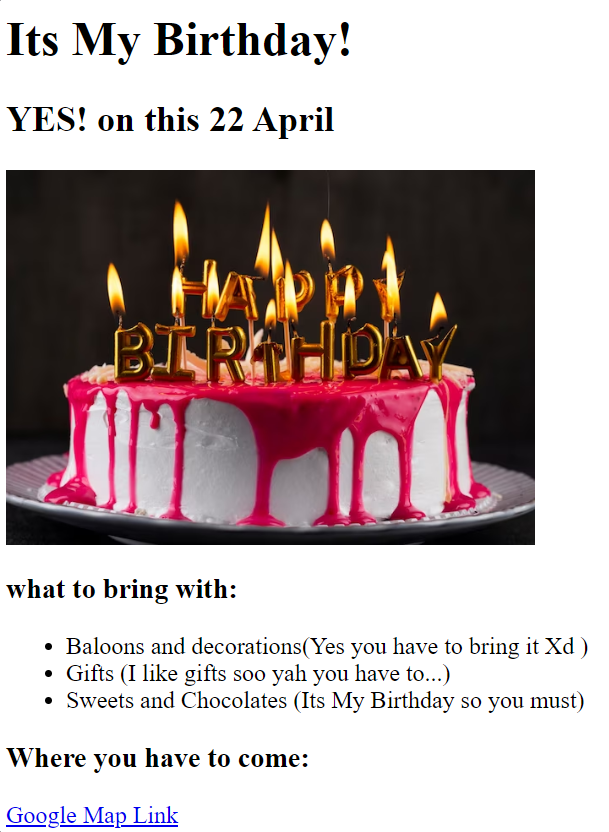 Its My Birthday!
YES! on this 22 April
HAPPY
BIRTHDAY
what to bring with:
Baloons and decorations(Yes you have to bring it Xd )
Gifts (I like gifts soo yah you have to...)
Sweets and Chocolates (Its My Birthday so you must)
Where you have to come:
Google Map Link